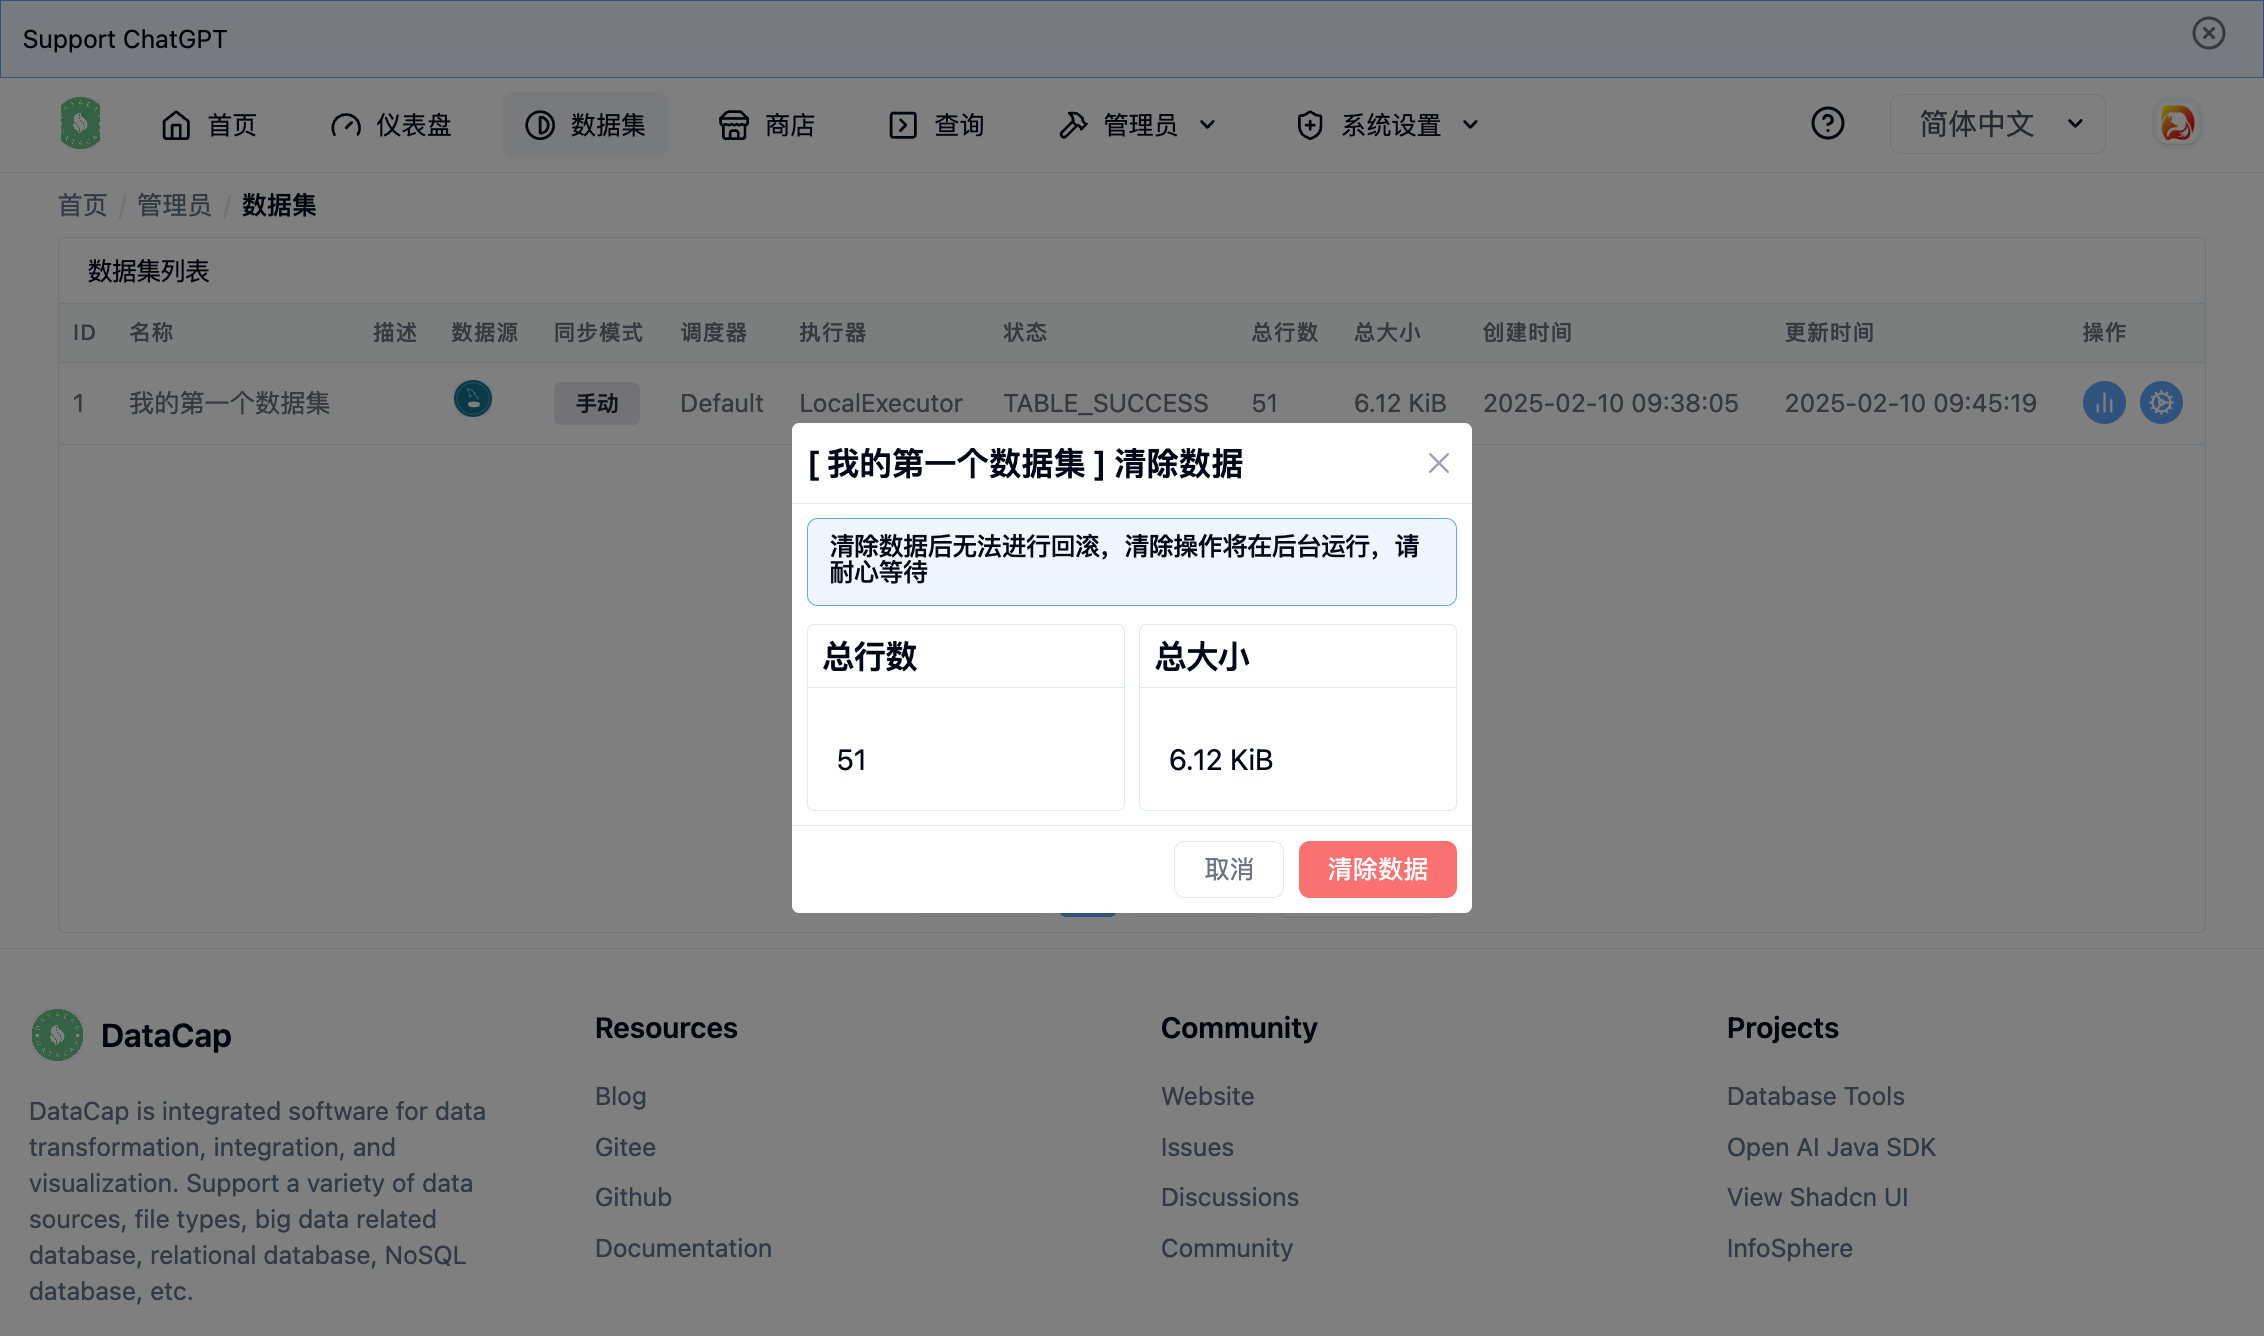 Support ChatGPT
首页 仪表盘 数据集 商店 查询 管理员 系统设置 简体中文
首页 / 管理员 / 数据集
数据集列表
ID 名称 描述 数据源 同步模式 调度器 执行器 状态 总行数 总大小 创建时间 更新时间 操作
1 我的第一个数据集 手动 Default LocalExecutor TABLE_SUCCESS 51 6.12 KiB 2025-02-10 09:38:05 2025-02-10 09:45:19
[ 我的第一个数据集 ] 清除数据
清除数据后无法进行回滚，清除操作将在后台运行，请
耐心等待
总行数 总大小
51 6.12 KiB
取消 清除数据
DataCap
DataCap is integrated software for data
transformation, integration, and
visualization. Support a variety of data
sources, file types, big data related
database, relational database, NoSQL
database, etc.
Resources
Blog
Gitee
Github
Documentation
Community
Website
Issues
Discussions
Community
Projects
Database Tools
Open AI Java SDK
View Shadcn UI
InfoSphere